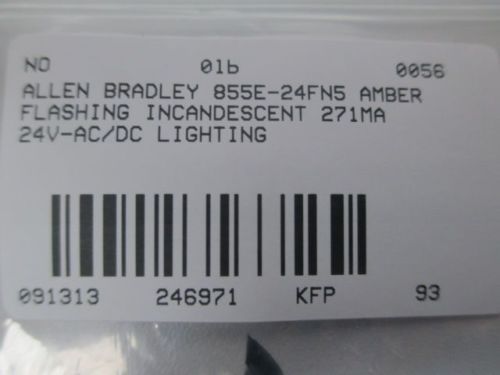 NO 01b 0056
ALLEN BRADLEY 855E-24FN5 AMBER
FLASHING INCANDESCENT 271MA
24V-AC/DC LIGHTING
091313 246971 KFP 93